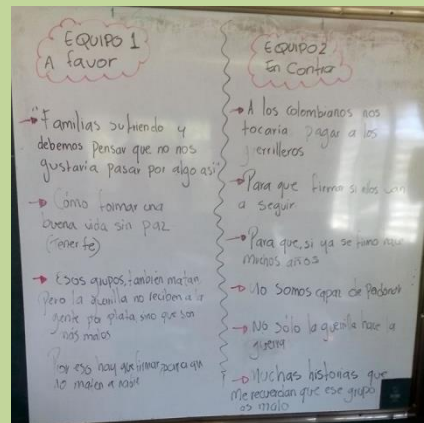 EQUIPO 1
A favor
"Familias sufriendo y
debemos pensar que no nos
gustaria pasar por algo asi"
Cómo formar una
buena vida sin paz
(Tener fe)
Esos grupos, también matan
Pero la guerrilla no reciben a la
gente por plata, sino que son
más malos
Por eso hay que firmar, para que
no maten a nadie
EQUIPO 2
En Contra
A los colombianos nos
tocaria pagar a los
guerrilleros
Para que firmo si ellos van
a seguir
Para que, si ya se firmo hace
muchos años
No somos capaz de Perdonar
No sólo la guerrilla hace la
guerra
Muchas historias que
me recuerdan que ese grupo
es malo